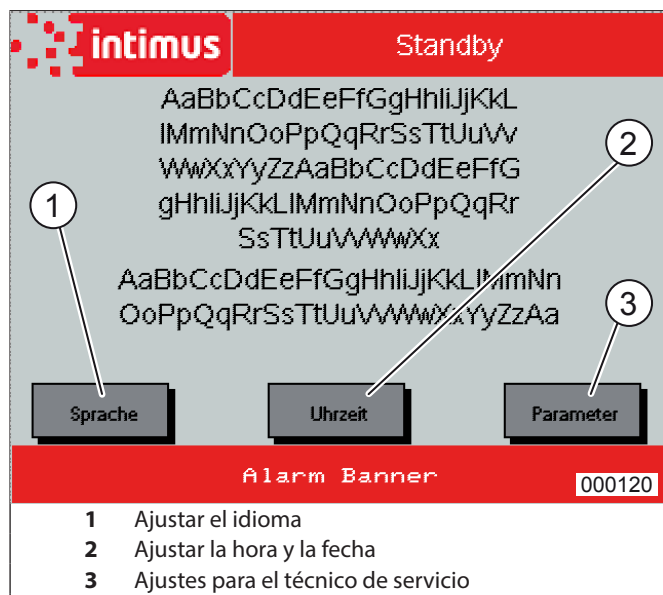 intimus Standby
AaBbCcDdEeFfGgHhIiJjKkL
lMmNnOoPpQqRrSsTtUuVv
WwXxYyZzAaBbCcDdEeFfG
gHhIiJjKkLlMmNnOoPpQqRr
SsTtUuVvWwXx
AaBbCcDdEeFfGgHhIiJjKkLlMmNn
OoPpQqRrSsTtUuVvWwXxYyZzAa
1 2 3
Sprache Uhrzeit Parameter
Alarm Banner 000120
1 Ajustar el idioma
2 Ajustar la hora y la fecha
3 Ajustes para el técnico de servicio